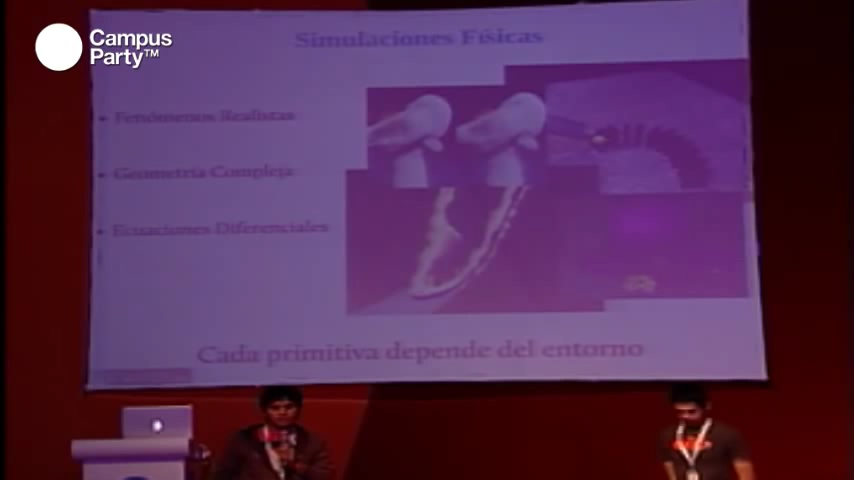 Campus
Party™
Simulaciones Físicas
• Fenómenos Realistas
• Geometría Compleja
• Ecuaciones Diferenciales
Cada primitiva depende del entorno